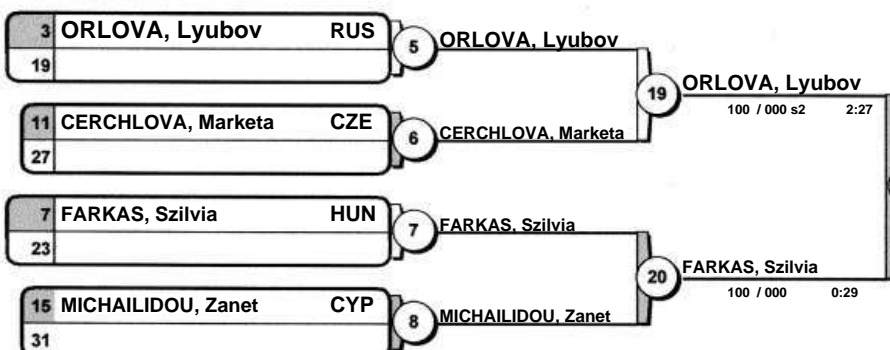 3 ORLOVA, Lyubov RUS
19
5 ORLOVA, Lyubov
11 CERCHLOVA, Marketa CZE
27
6 CERCHLOVA, Marketa
19 ORLOVA, Lyubov
100 / 000 s2 2:27
7 FARKAS, Szilvia HUN
23
7 FARKAS, Szilvia
15 MICHAILIDOU, Zanet CYP
31
8 MICHAILIDOU, Zanet
20 FARKAS, Szilvia
100 / 000 0:29